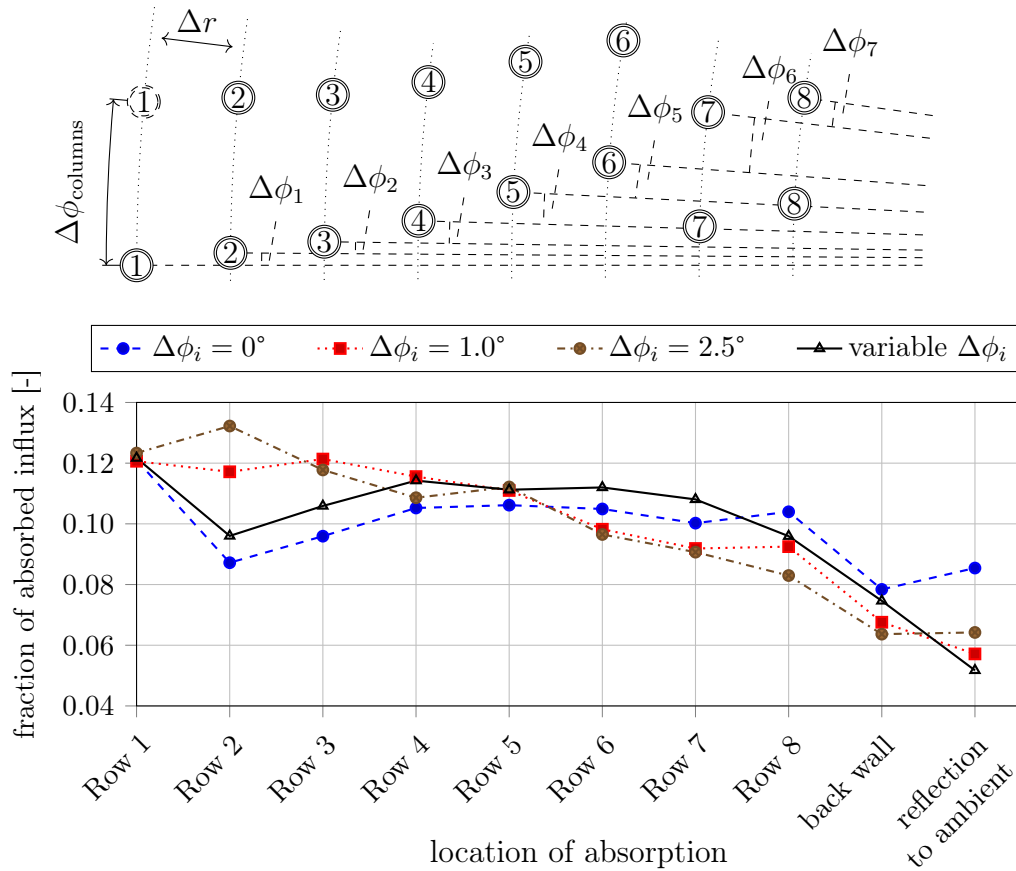 Δr
6
Δϕ₇
5
Δϕ₆
1 2 3 4 7 8
Δϕ₅
Δϕ₄
6
Δϕcolumns
Δϕ₁ Δϕ₂ Δϕ₃
5 8
4 7
3
2
1
Δϕᵢ = 0° Δϕᵢ = 1.0° Δϕᵢ = 2.5° variable Δϕᵢ
fraction of absorbed influx [-]
0.14
0.12
0.10
0.08
0.06
0.04
Row 1
Row 2
Row 3
Row 4
Row 5
Row 6
Row 7
Row 8
back wall
reflection
to ambient
location of absorption